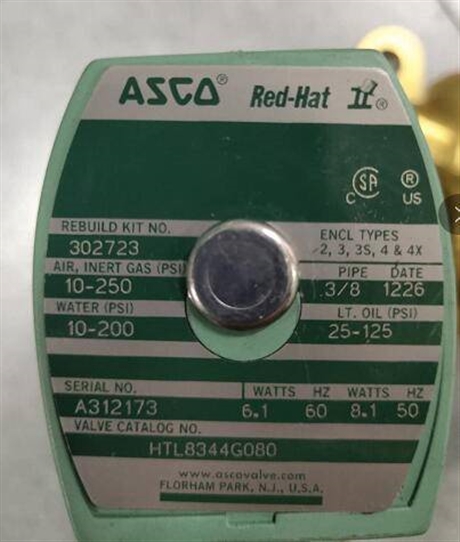 ASCO® Red-Hat II®
C SA ® US
REBUILD KIT NO.
302723
ENCL TYPES
2, 3, 3S, 4 & 4X
AIR, INERT GAS (PSI)
10-250
PIPE DATE
3/8 1226
WATER (PSI)
10-200
LT. OIL (PSI)
25-125
SERIAL NO.
A312173
WATTS HZ WATTS HZ
6.1 60 8.1 50
VALVE CATALOG NO.
HTL8344G080
www.ascovalve.com
FLORHAM PARK, N.J., U.S.A.